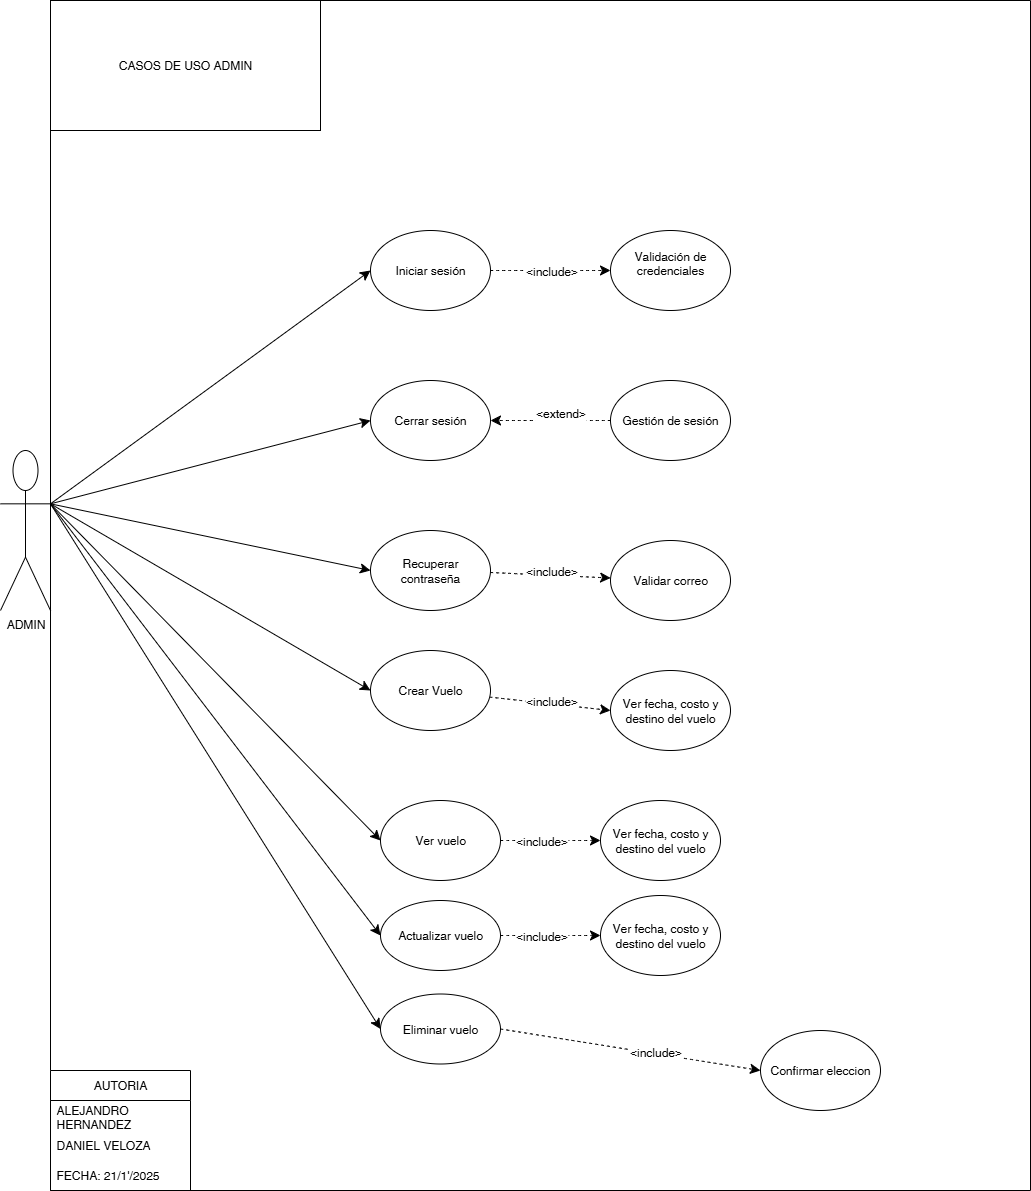 CASOS DE USO ADMIN
Iniciar sesión
<include>
Validación de
credenciales
Cerrar sesión
<extend>
Gestión de sesión
ADMIN
Recuperar
contraseña
<include>
Validar correo
Crear Vuelo
<include>
Ver fecha, costo y
destino del vuelo
Ver vuelo
<include>
Ver fecha, costo y
destino del vuelo
Actualizar vuelo
<include>
Ver fecha, costo y
destino del vuelo
Eliminar vuelo
<include>
Confirmar eleccion
AUTORIA
ALEJANDRO
HERNANDEZ
DANIEL VELOZA
FECHA: 21/1'/2025